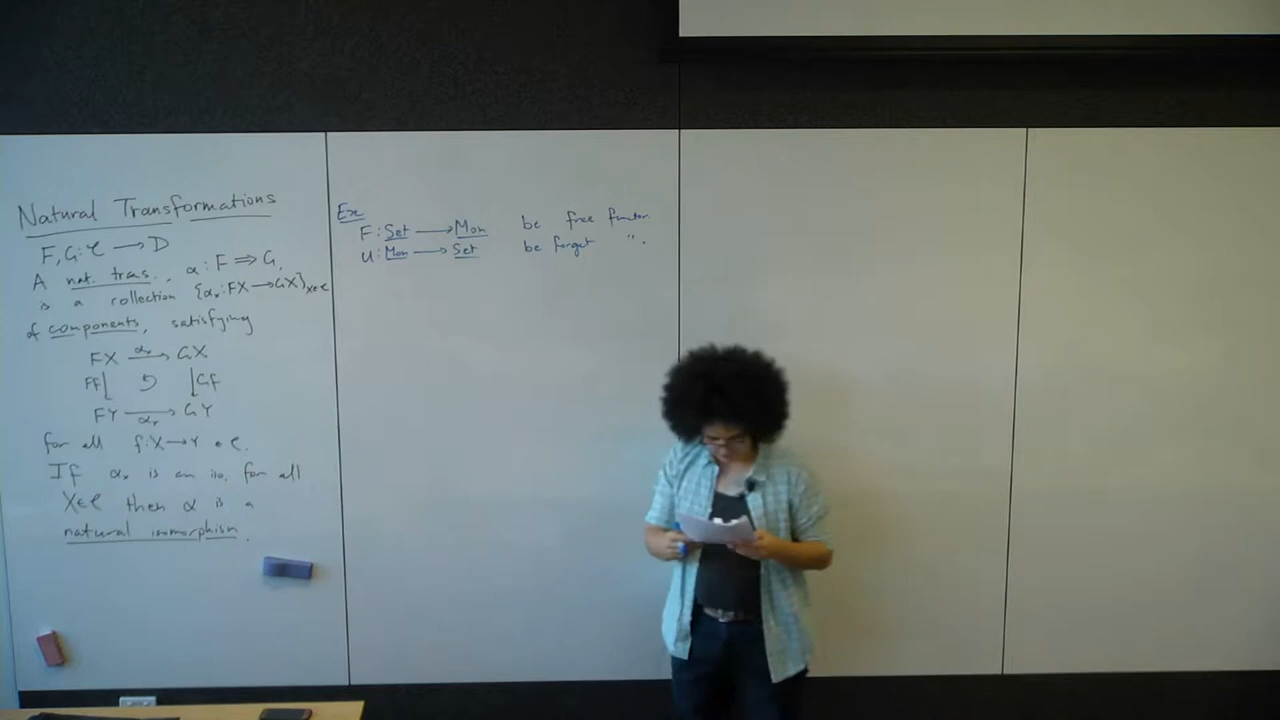 Natural Transformations
F, G: C → D
A nat. trans., α: F ⇒ G,
is a collection {αₓ: FX → GX}ₓ∈C
of components, satisfying
FX —αₓ→ GX
Ff ↓ ↺ ↓ Gf
FY —αY→ GY
for all f: X → Y ∈ C.
If αₓ is an iso. for all
X∈C then α is a
natural isomorphism.
Ex
F: Set → Mon be free functor
U: Mon → Set be forget ".